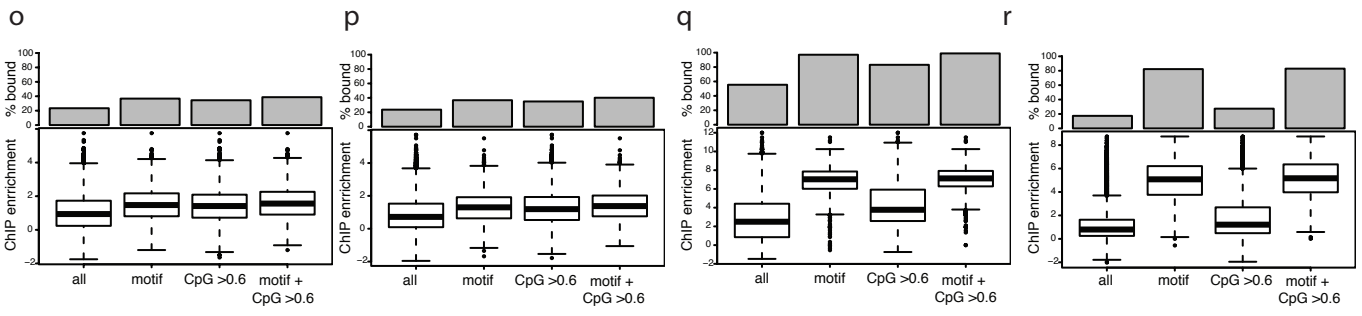 o
% bound
100
80
60
40
20
0
ChIP enrrichment
4
2
0
−2
all
motif
CpG >0.6
motif +
CpG >0.6
p
% bound
100
80
60
40
20
0
ChIP enrrichment
4
2
0
−2
all
motif
CpG >0.6
motif +
CpG >0.6
q
% bound
100
80
60
40
20
0
ChIP enrrichment
12
10
8
6
4
2
0
−2
all
motif
CpG >0.6
motif +
CpG >0.6
r
% bound
100
80
60
40
20
0
ChIP enrrichment
8
6
4
2
0
−2
all
motif
CpG >0.6
motif +
CpG >0.6